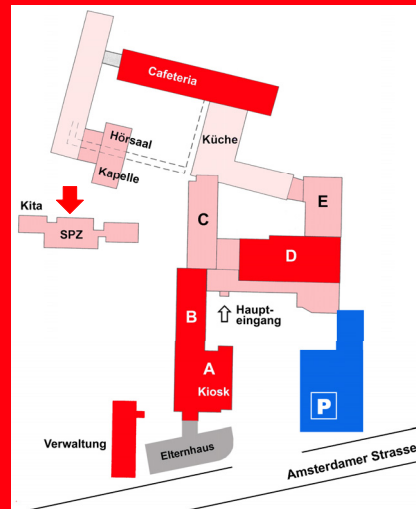 Cafeteria
Hörsaal
Küche
Kapelle
Kita
SPZ
E
C
D
B
Haupt-
eingang
A
Kiosk
P
Verwaltung
Elternhaus
Amsterdamer Strasse